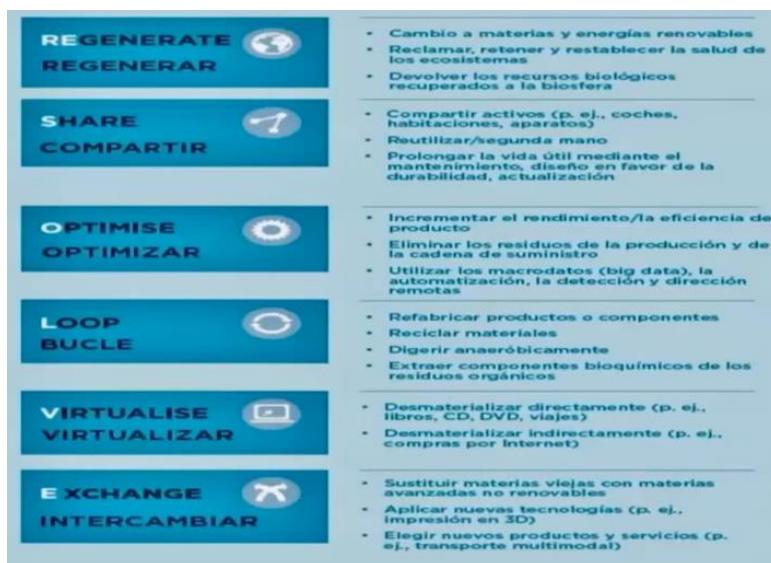 REGENERATE
REGENERAR
• Cambio a materias y energías renovables
• Reclamar, retener y restablecer la salud de
los ecosistemas
• Devolver los recursos biológicos
recuperados a la biosfera
SHARE
COMPARTIR
• Compartir activos (p. ej., coches,
habitaciones, aparatos)
• Reutilizar/segunda mano
• Prolongar la vida útil mediante el
mantenimiento, diseño en favor de la
durabilidad, actualización
OPTIMISE
OPTIMIZAR
• Incrementar el rendimiento/la eficiencia de
producto
• Eliminar los residuos de la producción y de
la cadena de suministro
• Utilizar los macrodatos (big data), la
automatización, la detección y dirección
remotas
LOOP
BUCLE
• Refabricar productos o componentes
• Reciclar materiales
• Digerir anaeróbicamente
• Extraer componentes bioquímicos de los
residuos orgánicos
VIRTUALISE
VIRTUALIZAR
• Desmaterializar directamente (p. ej.,
libros, CD, DVD, viajes)
• Desmaterializar indirectamente (p. ej.,
compras por Internet)
EXCHANGE
INTERCAMBIAR
• Sustituir materias viejas con materias
avanzadas no renovables
• Aplicar nuevas tecnologías (p. ej.,
impresión en 3D)
• Elegir nuevos productos y servicios (p.
ej., transporte multimodal)